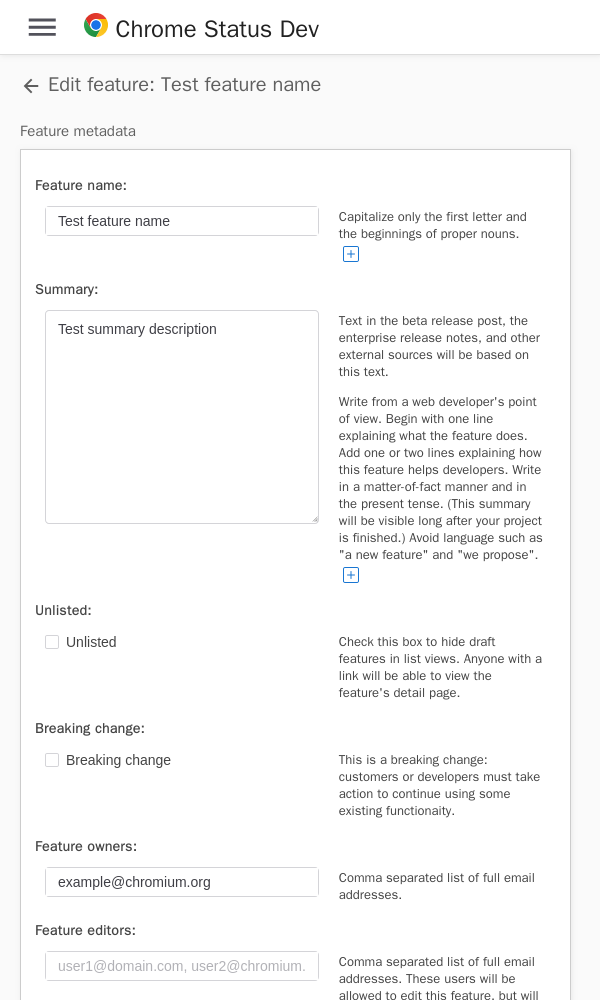 Chrome Status Dev
Edit feature: Test feature name
Feature metadata
Feature name:
Test feature name
Capitalize only the first letter and
the beginnings of proper nouns.
Summary:
Test summary description
Text in the beta release post, the
enterprise release notes, and other
external sources will be based on
this text.
Write from a web developer's point
of view. Begin with one line
explaining what the feature does.
Add one or two lines explaining how
this feature helps developers. Write
in a matter-of-fact manner and in
the present tense. (This summary
will be visible long after your project
is finished.) Avoid language such as
"a new feature" and "we propose".
Unlisted:
Unlisted
Check this box to hide draft
features in list views. Anyone with a
link will be able to view the
feature's detail page.
Breaking change:
Breaking change
This is a breaking change:
customers or developers must take
action to continue using some
existing functionaity.
Feature owners:
example@chromium.org
Comma separated list of full email
addresses.
Feature editors:
user1@domain.com, user2@chromium.
Comma separated list of full email
addresses. These users will be
allowed to edit this feature, but will